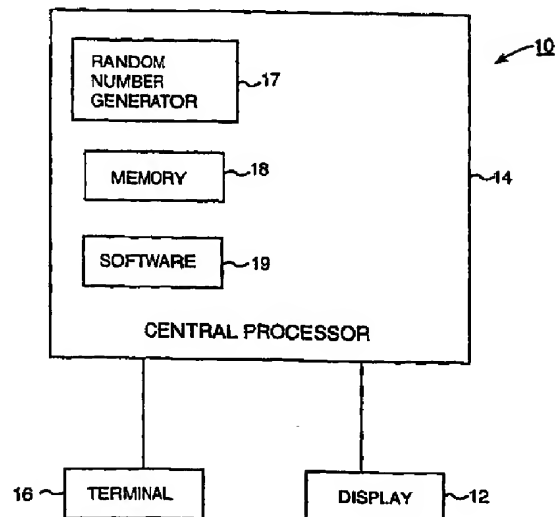 10
RANDOM
NUMBER
GENERATOR
17
MEMORY
18
14
SOFTWARE
19
CENTRAL PROCESSOR
16
TERMINAL
DISPLAY
12